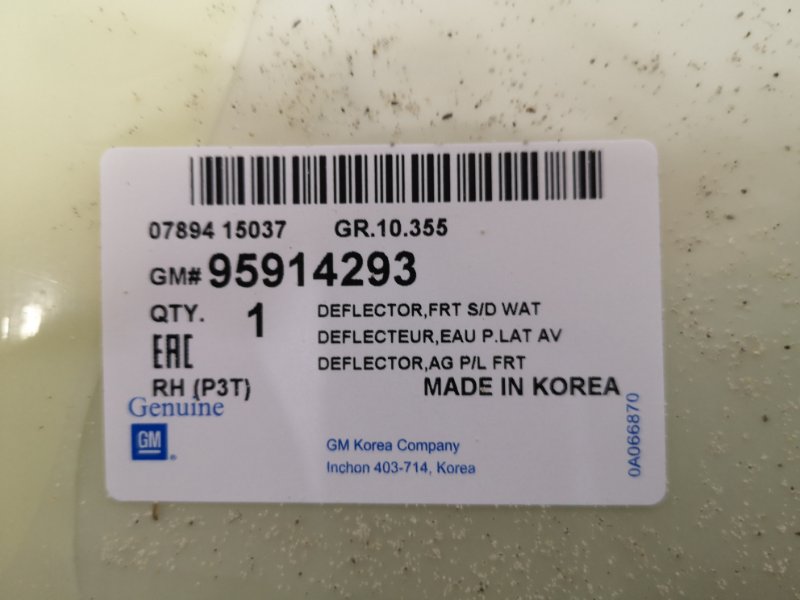 07894 15037 GR.10.355
GM# 95914293
QTY. 1
DEFLECTOR,FRT S/D WAT
DEFLECTEUR,EAU P.LAT AV
DEFLECTOR,AG P/L FRT
EAC
RH (P3T)
MADE IN KOREA
Genuine
GM
GM Korea Company
Inchon 403-714, Korea
0A066870